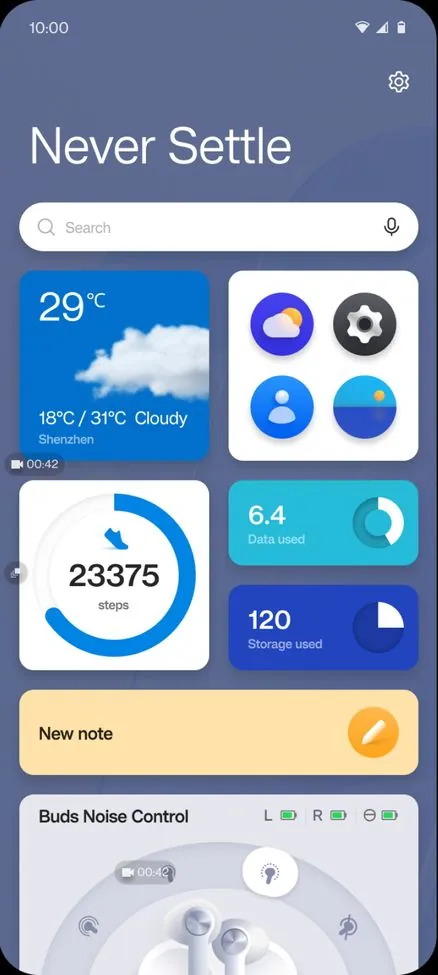 10:00
Never Settle
Search
29℃
18℃ / 31℃ Cloudy
Shenzhen
00:42
23375
steps
6.4
Data used
120
Storage used
New note
Buds Noise Control
L
R
00:42